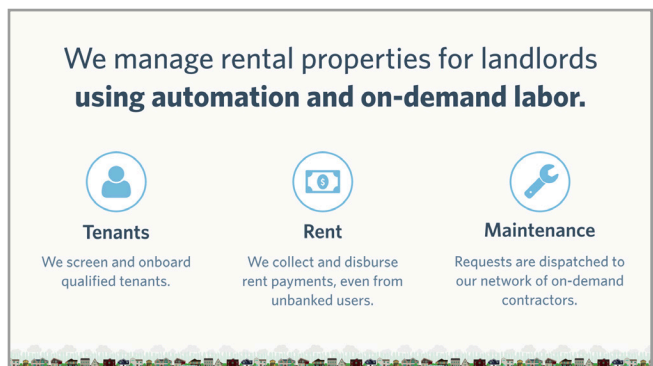 We manage rental properties for landlords
using automation and on-demand labor.
$
Tenants
We screen and onboard
qualified tenants.
Rent
We collect and disburse
rent payments, even from
unbanked users.
Maintenance
Requests are dispatched to
our network of on-demand
contractors.